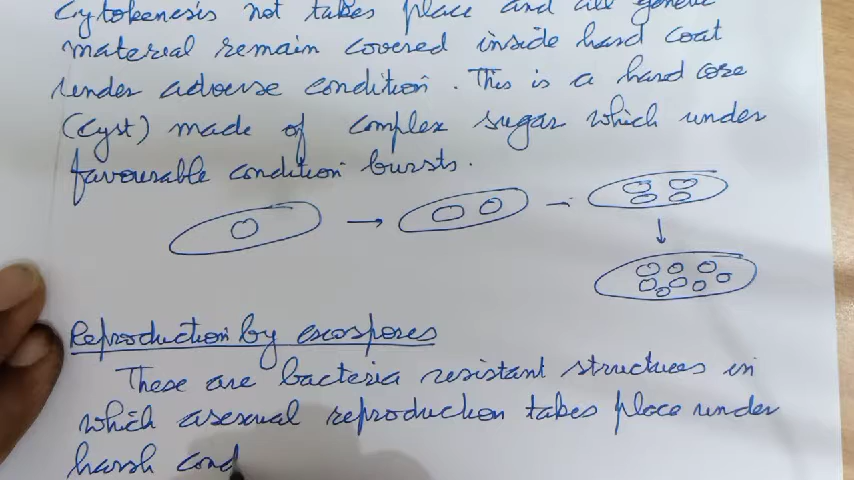 Cytokenesis not takes place and all genetic
material remain covered inside hard coat
under adverse condition. This is a hard core
(Cyst) made of complex sugar which under
favourable condition bursts.
Reproduction by exospores
These are bacteria resistant structures in
which asexual reproduction takes place under
harsh cond